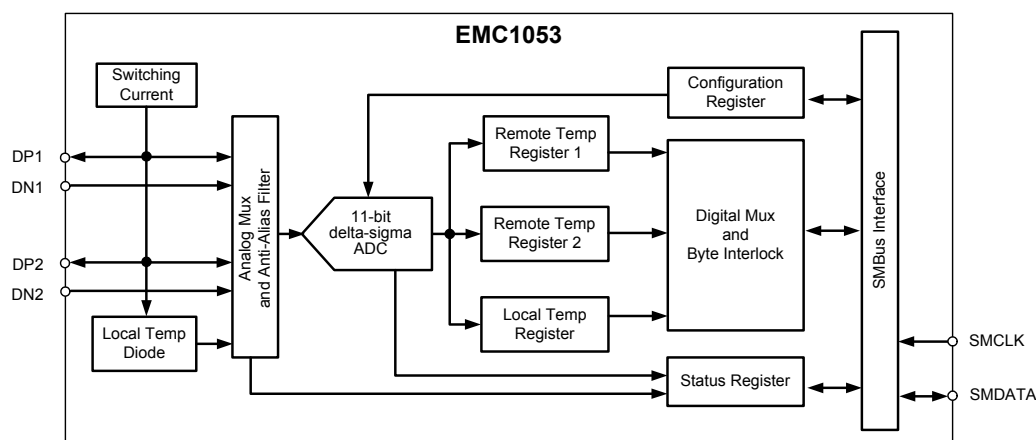 EMC1053
Switching
Current
Configuration
Register
DP1
DN1
DP2
DN2
Analog Mux
and Anti-Alias Filter
11-bit
delta-sigma
ADC
Remote Temp
Register 1
Remote Temp
Register 2
Local Temp
Register
Digital Mux
and
Byte Interlock
SMBus Interface
Local Temp
Diode
Status Register
SMCLK
SMDATA